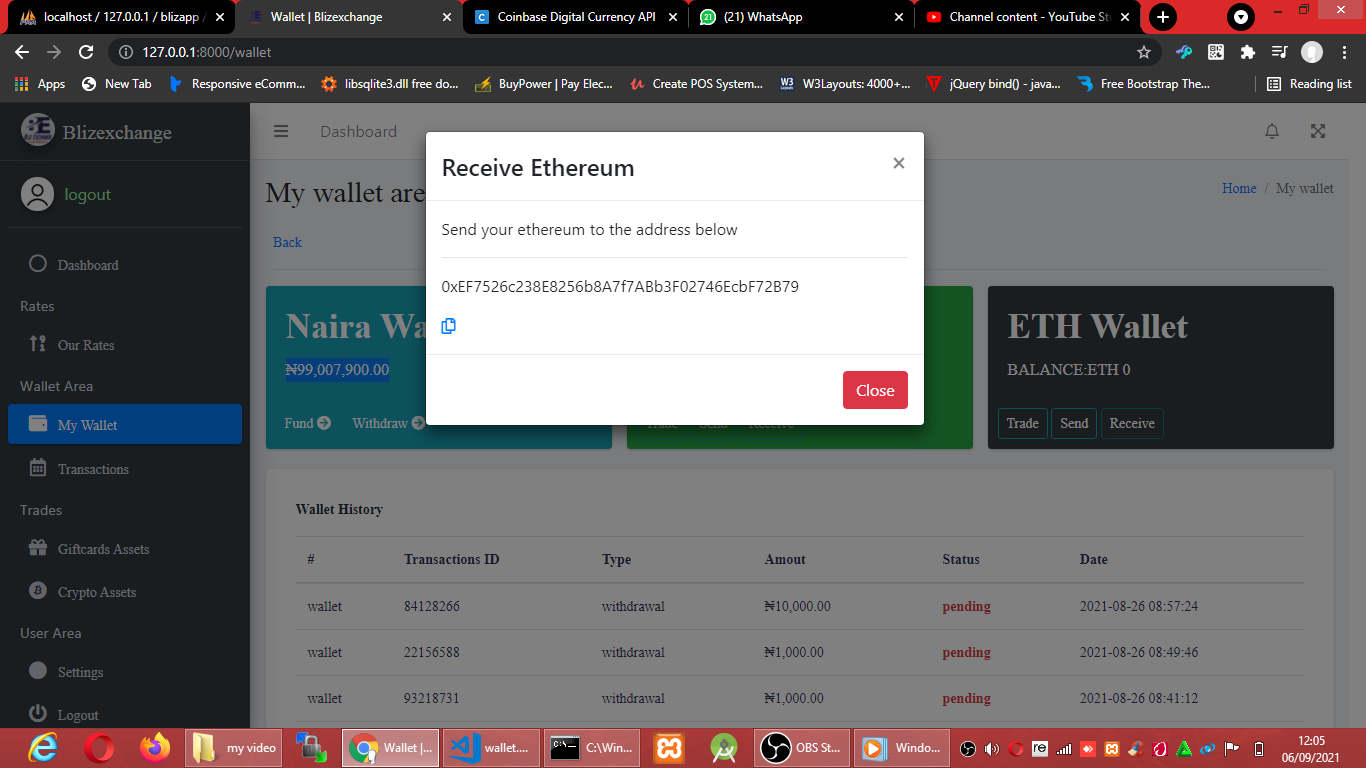 localhost / 127.0.0.1 / blizapp /
Wallet | Blizexchange
Coinbase Digital Currency API
(21) WhatsApp
Channel content - YouTube St
127.0.0.1:8000/wallet
Apps
New Tab
Responsive eComm...
libsqlite3.dll free do...
BuyPower | Pay Elec...
Create POS System...
W3Layouts: 4000+...
jQuery bind() - java...
Free Bootstrap The...
Reading list
Blizexchange
Dashboard
logout
My wallet are
Home / My wallet
Back
Receive Ethereum
×
Send your ethereum to the address below
0xEF7526c238E8256b8A7f7ABb3F02746EcbF72B79
Close
Dashboard
Rates
Our Rates
Wallet Area
My Wallet
Transactions
Trades
Giftcards Assets
Crypto Assets
User Area
Settings
Logout
Naira Wa
₦99,007,900.00
Fund
Withdraw
Trade
Send
Receive
ETH Wallet
BALANCE:ETH 0
Trade
Send
Receive
Wallet History
# Transactions ID Type Amout Status Date
wallet 84128266 withdrawal ₦10,000.00 pending 2021-08-26 08:57:24
wallet 22156588 withdrawal ₦1,000.00 pending 2021-08-26 08:49:46
wallet 93218731 withdrawal ₦1,000.00 pending 2021-08-26 08:41:12
my video
Wallet |...
wallet....
C:\Win...
OBS St...
Windo...
12:05
06/09/2021